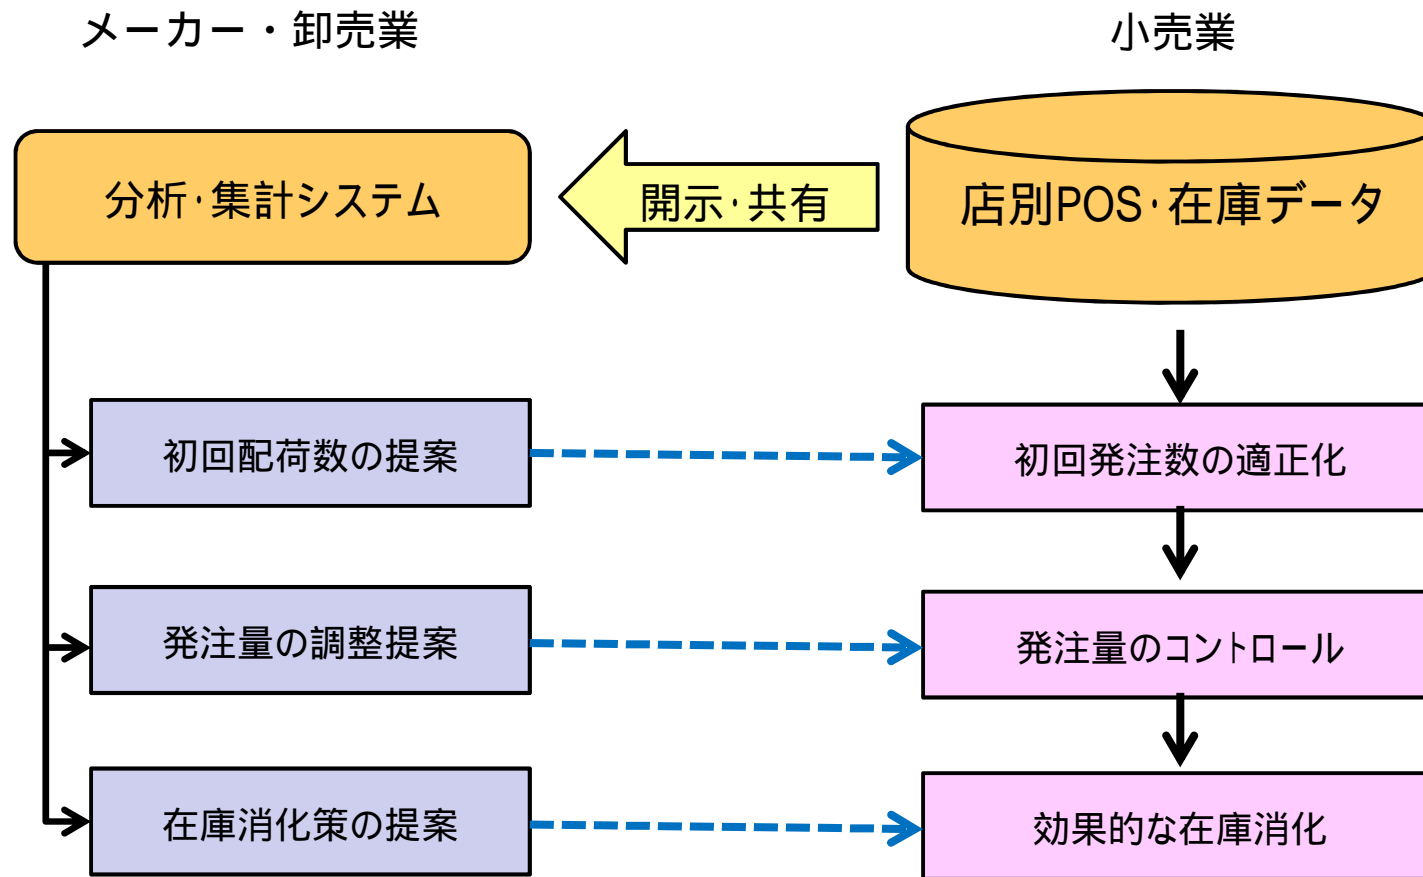 メーカー・卸売業
小売業
分析･集計システム
開示･共有
店別POS･在庫データ
初回配荷数の提案
初回発注数の適正化
発注量の調整提案
発注量のコントロール
在庫消化策の提案
効果的な在庫消化